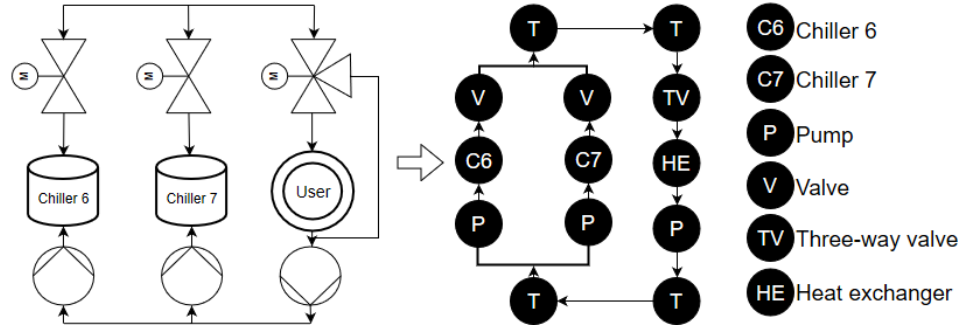 M
M
M
Chiller 6
Chiller 7
User
T
T
V
V
TV
C6
C7
HE
P
P
P
T
T
C6 Chiller 6
C7 Chiller 7
P Pump
V Valve
TV Three-way valve
HE Heat exchanger